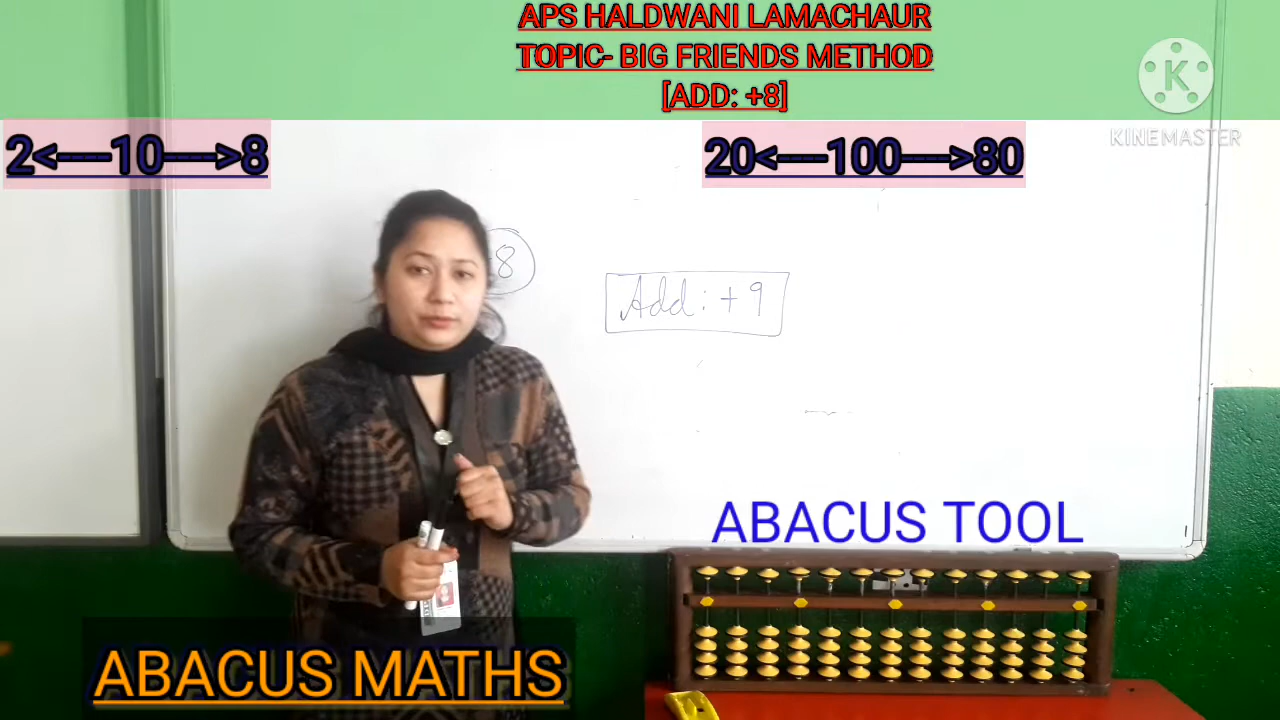 APS HALDWANI LAMACHAUR
TOPIC- BIG FRIENDS METHOD
[ADD: +8]
K
KINEMASTER
2<----10---->8
20<----100---->80
8
Add: +9
ABACUS TOOL
ABACUS MATHS